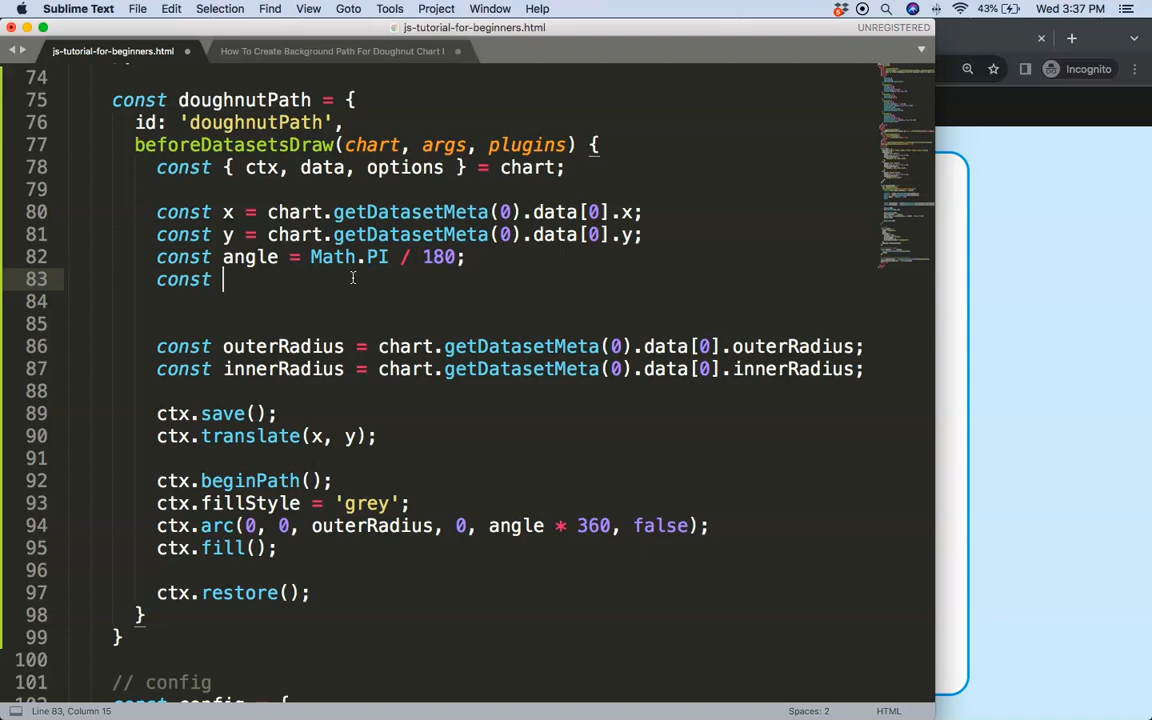 Sublime Text File Edit Selection Find View Goto Tools Project Window Help 43% Wed 3:37 PM
js-tutorial-for-beginners.html UNREGISTERED
js-tutorial-for-beginners.html How To Create Background Path For Doughnut Chart I
Incognito
74
75 const doughnutPath = {
76 id: 'doughnutPath',
77 beforeDatasetsDraw(chart, args, plugins) {
78 const { ctx, data, options } = chart;
79
80 const x = chart.getDatasetMeta(0).data[0].x;
81 const y = chart.getDatasetMeta(0).data[0].y;
82 const angle = Math.PI / 180;
83 const
84
85
86 const outerRadius = chart.getDatasetMeta(0).data[0].outerRadius;
87 const innerRadius = chart.getDatasetMeta(0).data[0].innerRadius;
88
89 ctx.save();
90 ctx.translate(x, y);
91
92 ctx.beginPath();
93 ctx.fillStyle = 'grey';
94 ctx.arc(0, 0, outerRadius, 0, angle * 360, false);
95 ctx.fill();
96
97 ctx.restore();
98 }
99 }
100
101 // config
Line 83, Column 15 Spaces: 2 HTML